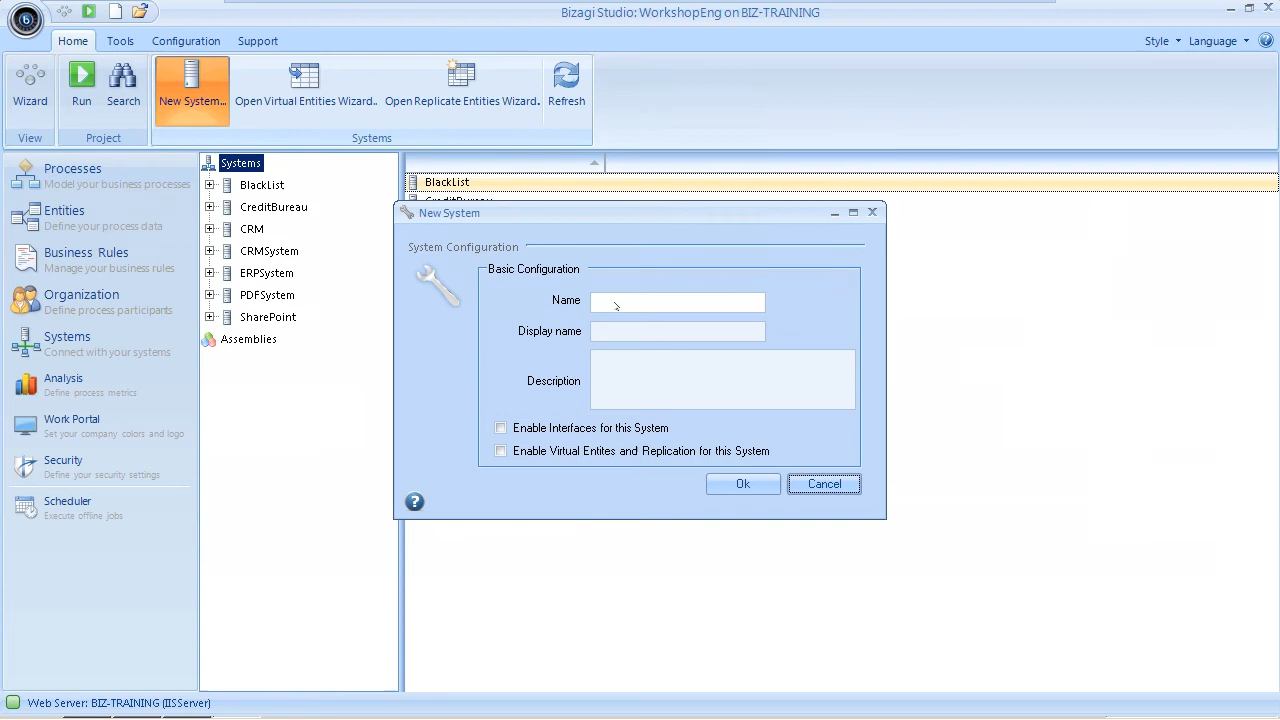 Bizagi Studio: WorkshopEng on BIZ-TRAINING
Home Tools Configuration Support
Style Language
Wizard Run Search New System... Open Virtual Entities Wizard.. Open Replicate Entities Wizard. Refresh
View Project Systems
Processes
Model your business processes
Entities
Define your process data
Business Rules
Manage your business rules
Organization
Define process participants
Systems
Connect with your systems
Analysis
Define process metrics
Work Portal
Set your company colors and logo
Security
Define your security settings
Scheduler
Execute offline jobs
Systems
BlackList
CreditBureau
CRM
CRMSystem
ERPSystem
PDFSystem
SharePoint
Assemblies
BlackList
CreditBureau
New System
System Configuration
Basic Configuration
Name
Display name
Description
Enable Interfaces for this System
Enable Virtual Entites and Replication for this System
Ok Cancel
Web Server: BIZ-TRAINING (IISServer)